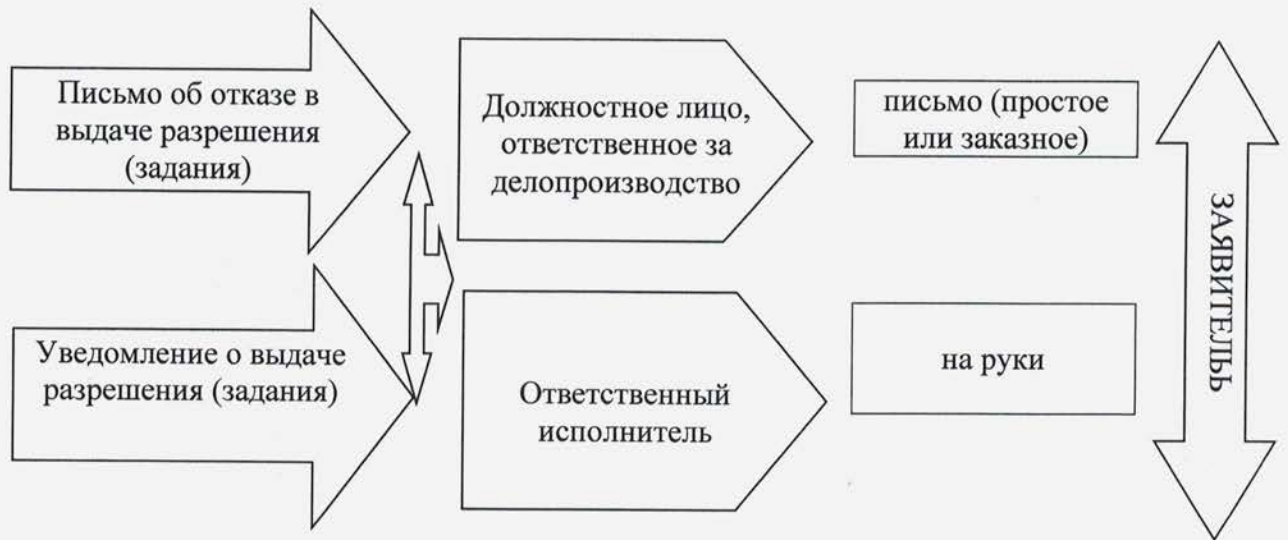 Письмо об отказе в
выдаче разрешения
(задания)
Должностное лицо,
ответственное за
делопроизводство
письмо (простое
или заказное)
ЗАЯВИТЕЛЬЬ
Уведомление о выдаче
разрешения (задания)
Ответственный
исполнитель
на руки